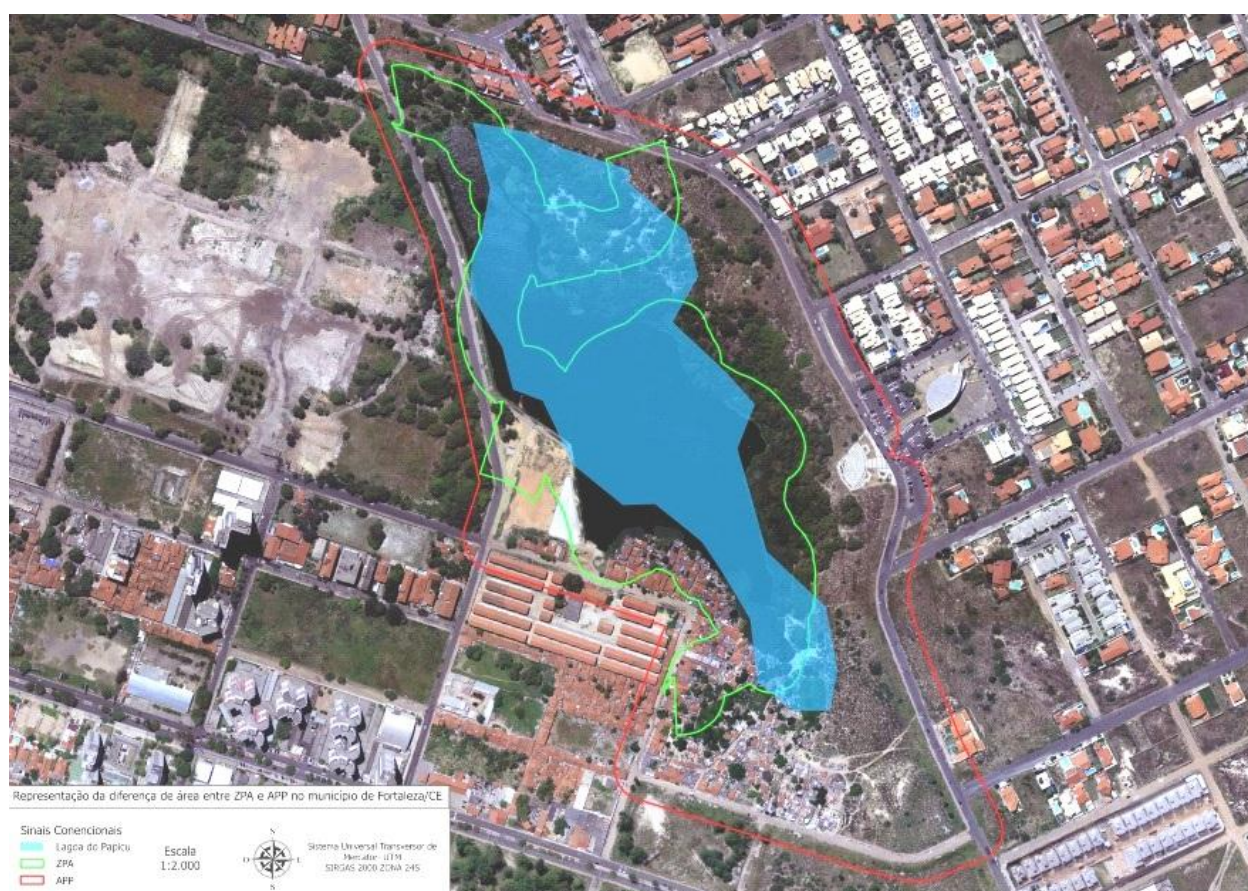 Representação da diferença de área entre ZPA e APP no município de Fortaleza/CE
Sinais Conencionais
Lagoa do Papicu
ZPA
APP
Escala
1:2.000
N
O
L
S
Sistema Universal Transversor de
Mercator- UTM
SIRGAS 2000 ZONA 24S